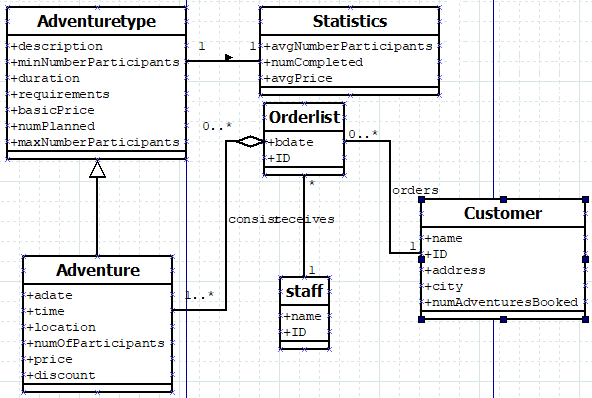 Adventuretype
+description
+minNumberParticipants
+duration
+requirements
+basicPrice
+numPlanned
+maxNumberParticipants
1
1
Statistics
+avgNumberParticipants
+numCompleted
+avgPrice
Orderlist
+bdate
+ID
0..*
0..*
*
orders
consist
receives
1
1
1..*
Customer
+name
+ID
+address
+city
+numAdventuresBooked
Adventure
+adate
+time
+location
+numOfParticipants
+price
+discount
staff
+name
+ID